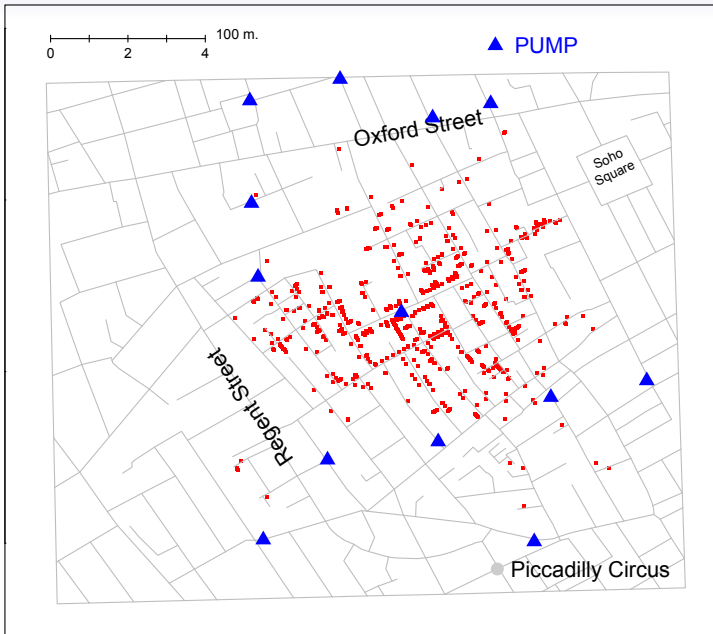 100 m.
0 2 4
PUMP
Oxford Street
Soho
Square
Regent Street
Piccadilly Circus